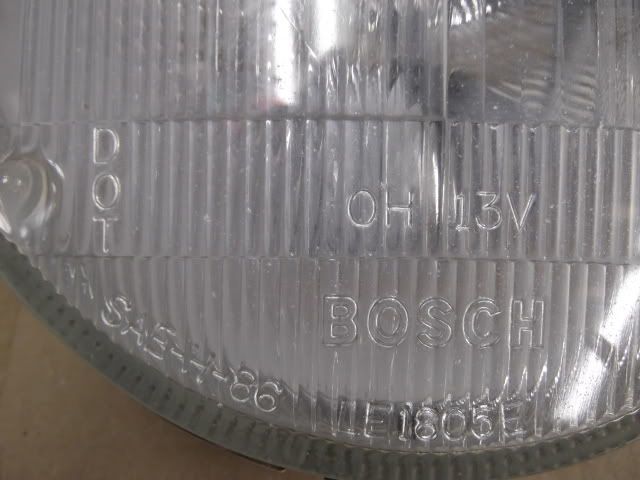 DOT
OH 13V
BOSCH
SAE-H-86
LE1805E